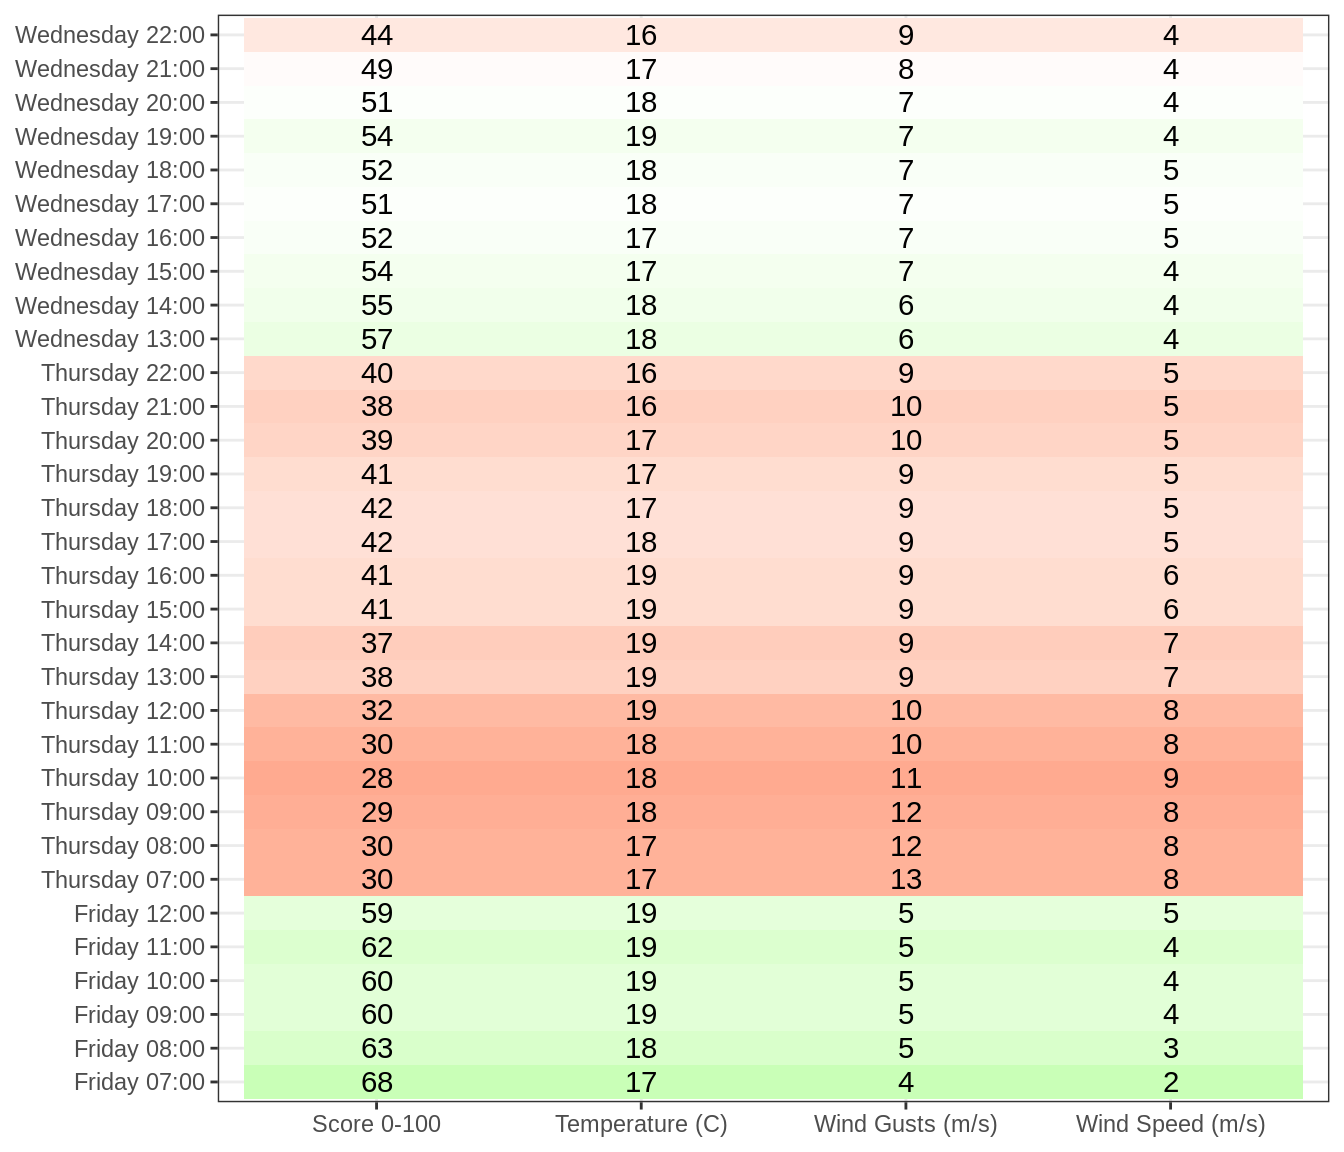 Wednesday 22:00 44 16 9 4
Wednesday 21:00 49 17 8 4
Wednesday 20:00 51 18 7 4
Wednesday 19:00 54 19 7 4
Wednesday 18:00 52 18 7 5
Wednesday 17:00 51 18 7 5
Wednesday 16:00 52 17 7 5
Wednesday 15:00 54 17 7 4
Wednesday 14:00 55 18 6 4
Wednesday 13:00 57 18 6 4
Thursday 22:00 40 16 9 5
Thursday 21:00 38 16 10 5
Thursday 20:00 39 17 10 5
Thursday 19:00 41 17 9 5
Thursday 18:00 42 17 9 5
Thursday 17:00 42 18 9 5
Thursday 16:00 41 19 9 6
Thursday 15:00 41 19 9 6
Thursday 14:00 37 19 9 7
Thursday 13:00 38 19 9 7
Thursday 12:00 32 19 10 8
Thursday 11:00 30 18 10 8
Thursday 10:00 28 18 11 9
Thursday 09:00 29 18 12 8
Thursday 08:00 30 17 12 8
Thursday 07:00 30 17 13 8
Friday 12:00 59 19 5 5
Friday 11:00 62 19 5 4
Friday 10:00 60 19 5 4
Friday 09:00 60 19 5 4
Friday 08:00 63 18 5 3
Friday 07:00 68 17 4 2
Score 0-100 Temperature (C) Wind Gusts (m/s) Wind Speed (m/s)